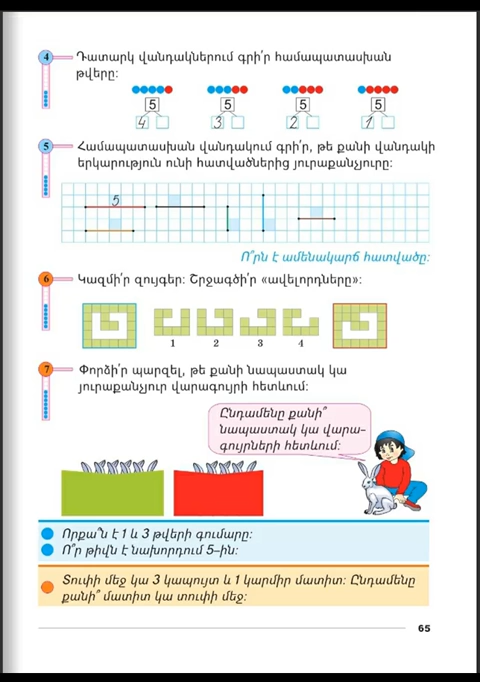 4 Դատարկ վանդակներում գրի՛ր համապատասխան
թվերը:
5 5 5 5
4 3 2 1
5 Համապատասխան վանդակում գրի՛ր, թե քանի վանդակի
երկարություն ունի հատվածներից յուրաքանչյուրը:
5
Ո՞րն է ամենակարճ հատվածը:
6 Կազմի՛ր զույգեր: Շրջագծի՛ր «ավելորդները»:
1 2 3 4
7 Փորձի՛ր պարզել, թե քանի նապաստակ կա
յուրաքանչյուր վարագույրի հետևում:
Ընդամենը քանի՞
նապաստակ կա վարա-
գույրների հետևում:
Որքա՞ն է 1 և 3 թվերի գումարը:
Ո՞ր թիվն է նախորդում 5-ին:
Տուփի մեջ կա 3 կապույտ և 1 կարմիր մատիտ: Ընդամենը
քանի՞ մատիտ կա տուփի մեջ:
65